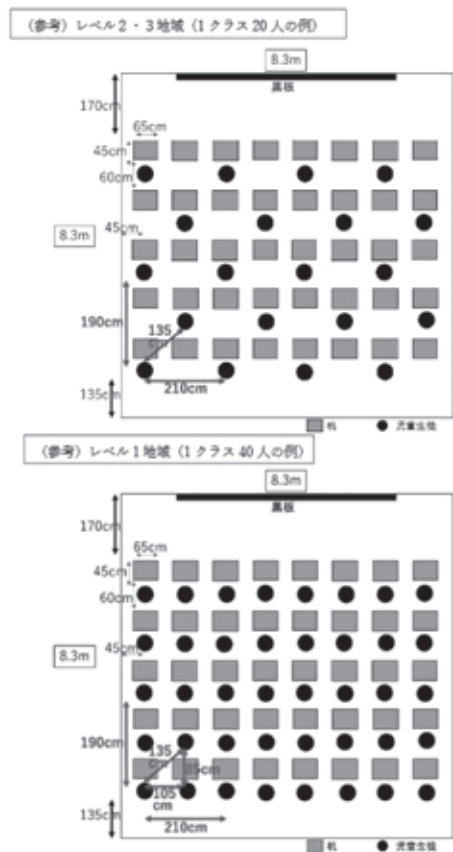 （参考）レベル2・3地域（1クラス20人の例）
8.3m
黒板
170cm
65cm
45cm
60cm
45cm
8.3m
190cm
135
cm
210cm
135cm
机 児童生徒
（参考）レベル1地域（1クラス40人の例）
8.3m
黒板
170cm
65cm
45cm
60cm
45cm
8.3m
190cm
135
cm
85cm
105
cm
210cm
135cm
机 児童生徒